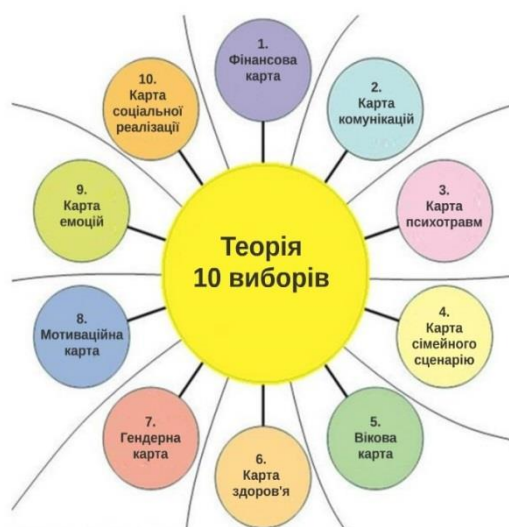 Теорія
10 виборів
1.
Фінансова
карта
2.
Карта
комунікацій
3.
Карта
психотравм
4.
Карта
сімейного
сценарію
5.
Вікова
карта
6.
Карта
здоров'я
7.
Гендерна
карта
8.
Мотиваційна
карта
9.
Карта
емоцій
10.
Карта
соціальної
реалізації